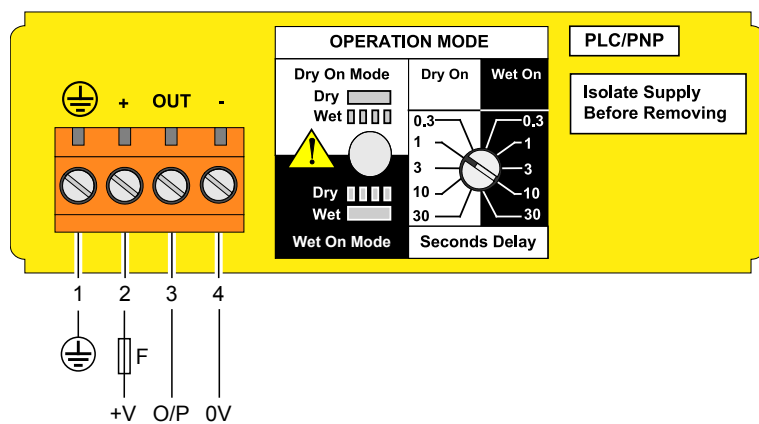 OPERATION MODE
PLC/PNP
Dry On Mode
Dry On
Wet On
Isolate Supply
Before Removing
+ OUT -
Dry
Wet
0.3
0.3
1
1
3
3
10
10
30
30
!
Dry
Wet
Wet On Mode
Seconds Delay
1 2 3 4
F
+V O/P 0V